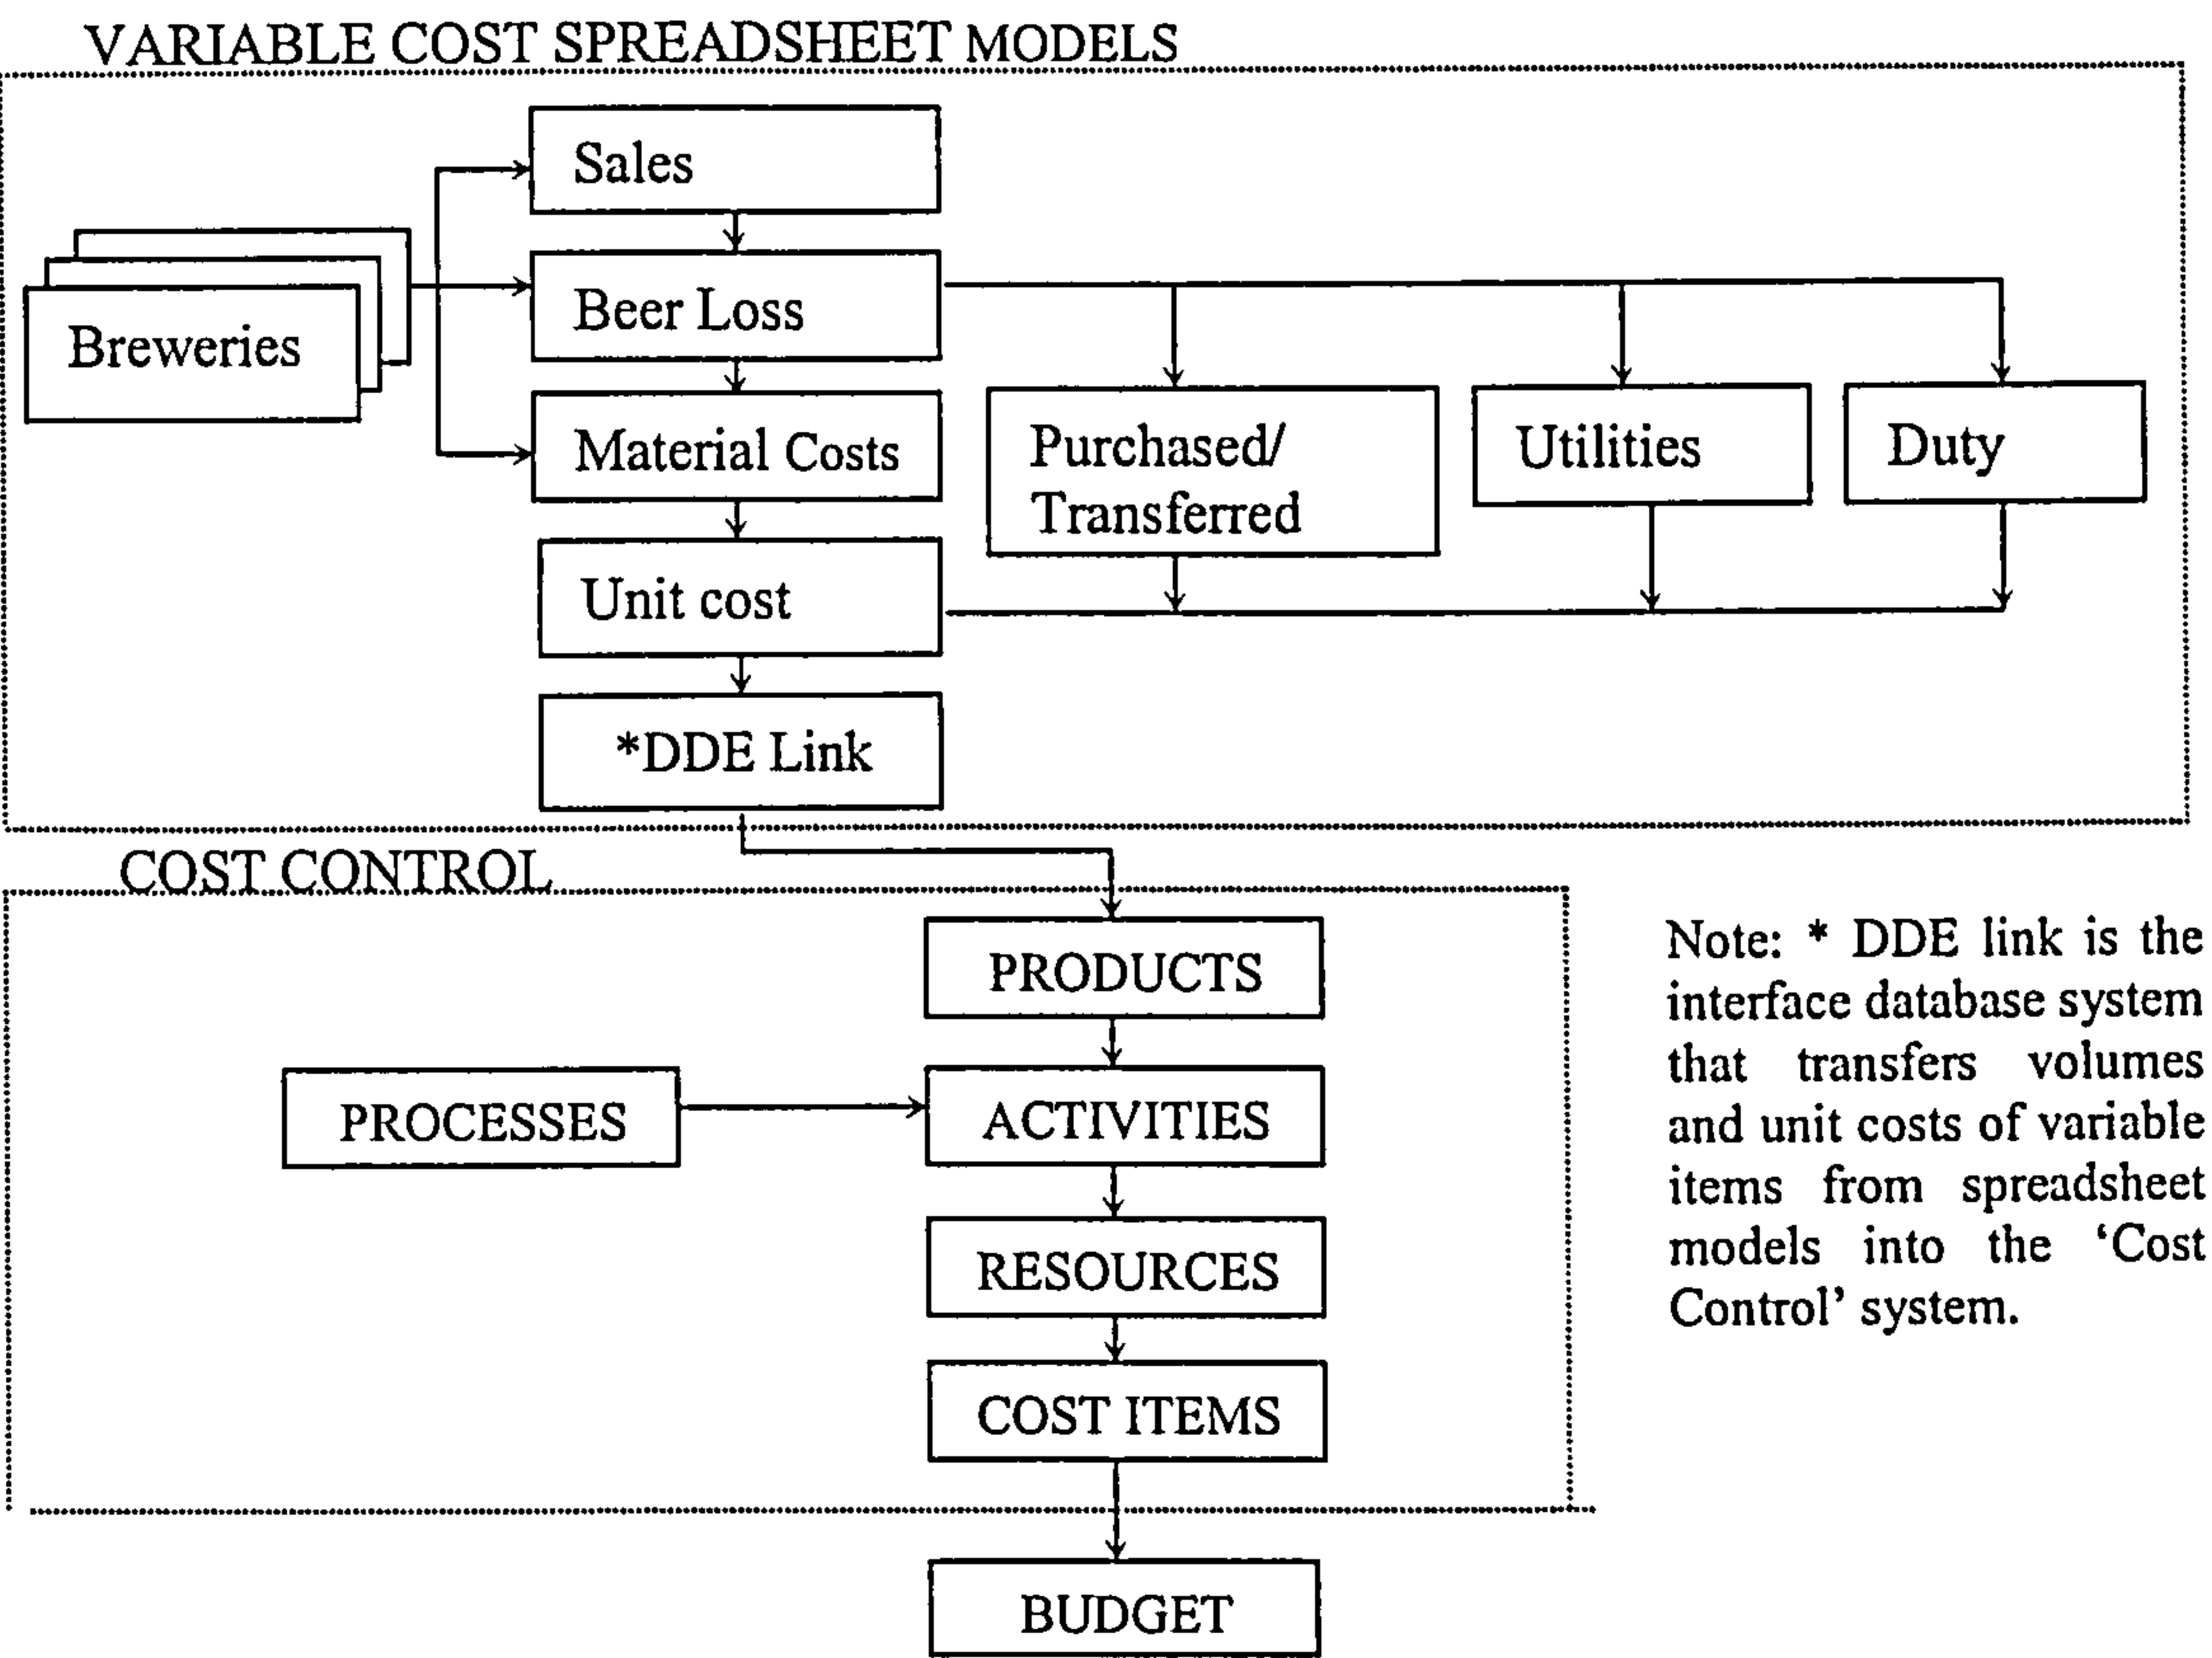 VARIABLE COST SPREADSHEET MODELS
Sales
Breweries
Beer Loss
Material Costs
Purchased/
Transferred
Utilities
Duty
Unit cost
*DDE Link
COST CONTROL
PRODUCTS
PROCESSES
ACTIVITIES
RESOURCES
COST ITEMS
BUDGET
Note: * DDE link is the
interface database system
that transfers volumes
and unit costs of variable
items from spreadsheet
models into the ‘Cost
Control’ system.